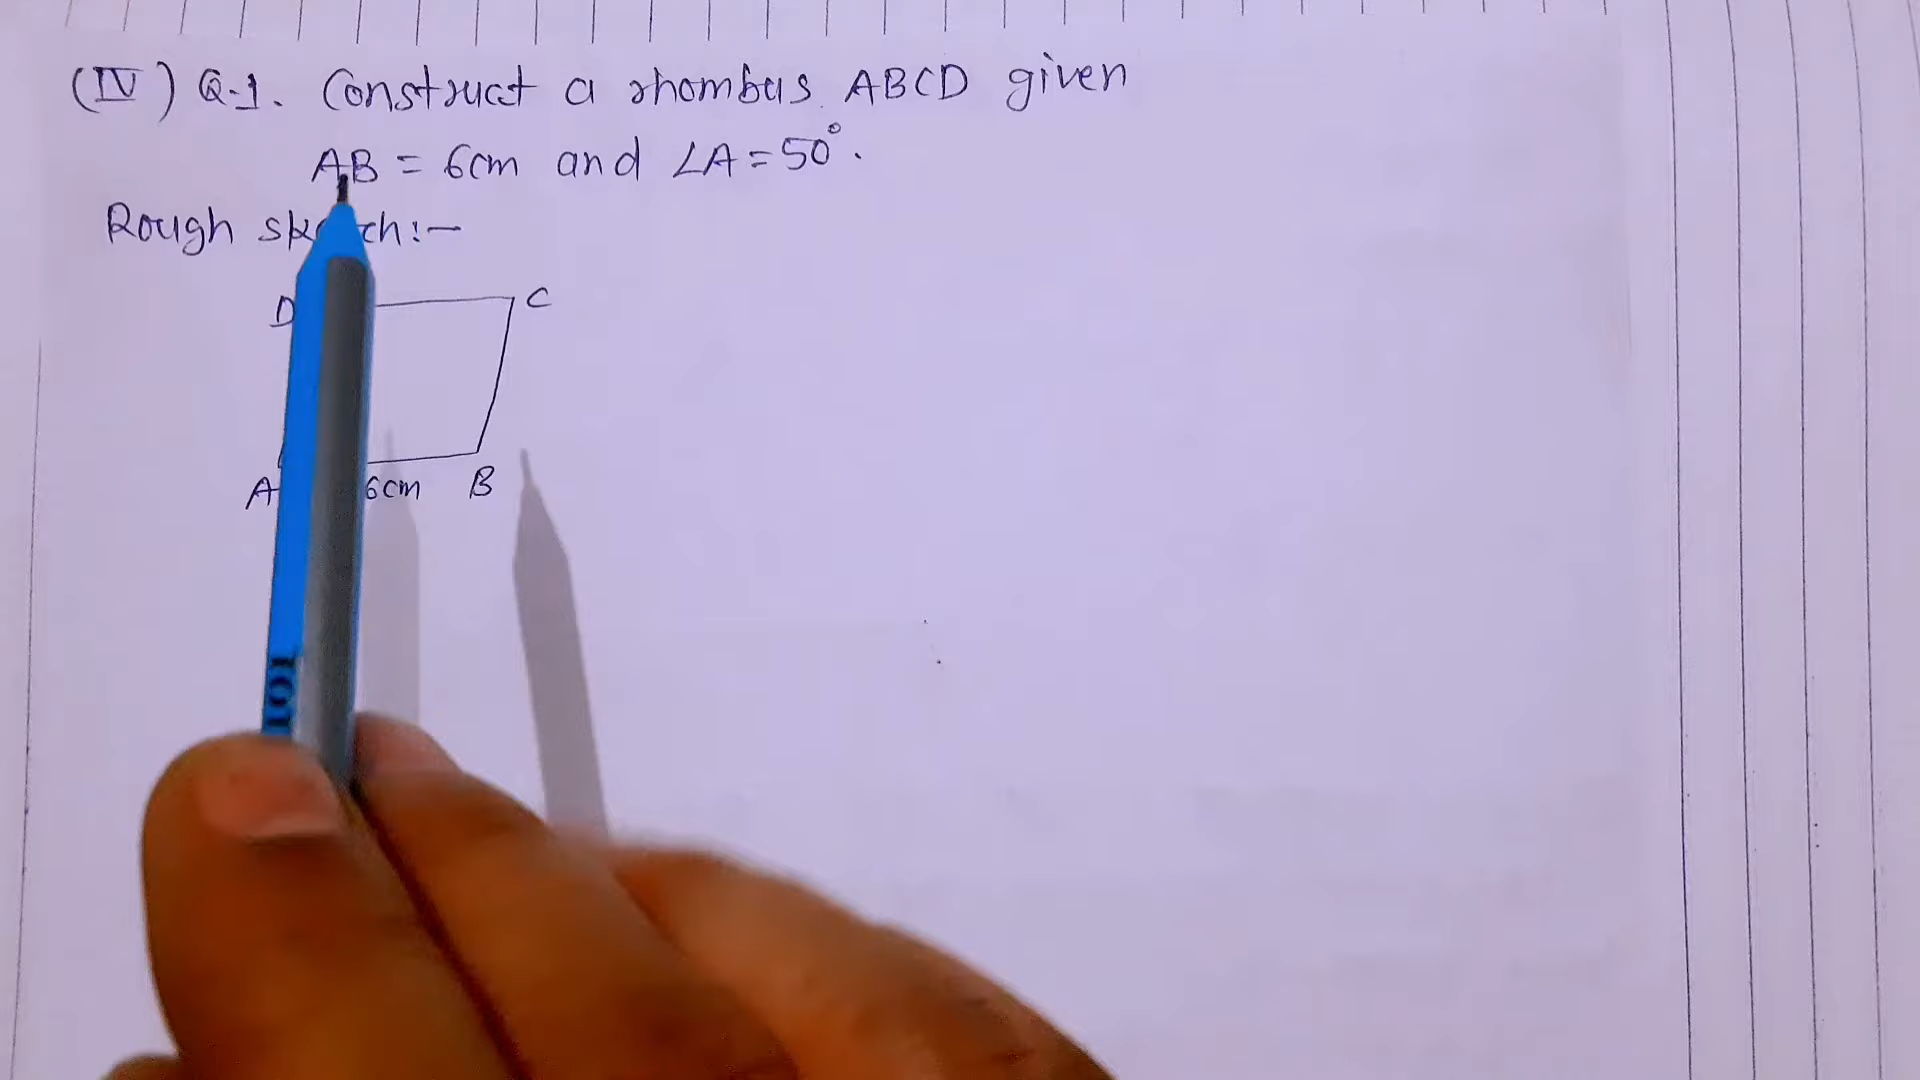 (IV) Q-1. Construct a rhombus ABCD given
AB = 6cm and ∠A = 50°.
Rough :-
D C
A 6cm B